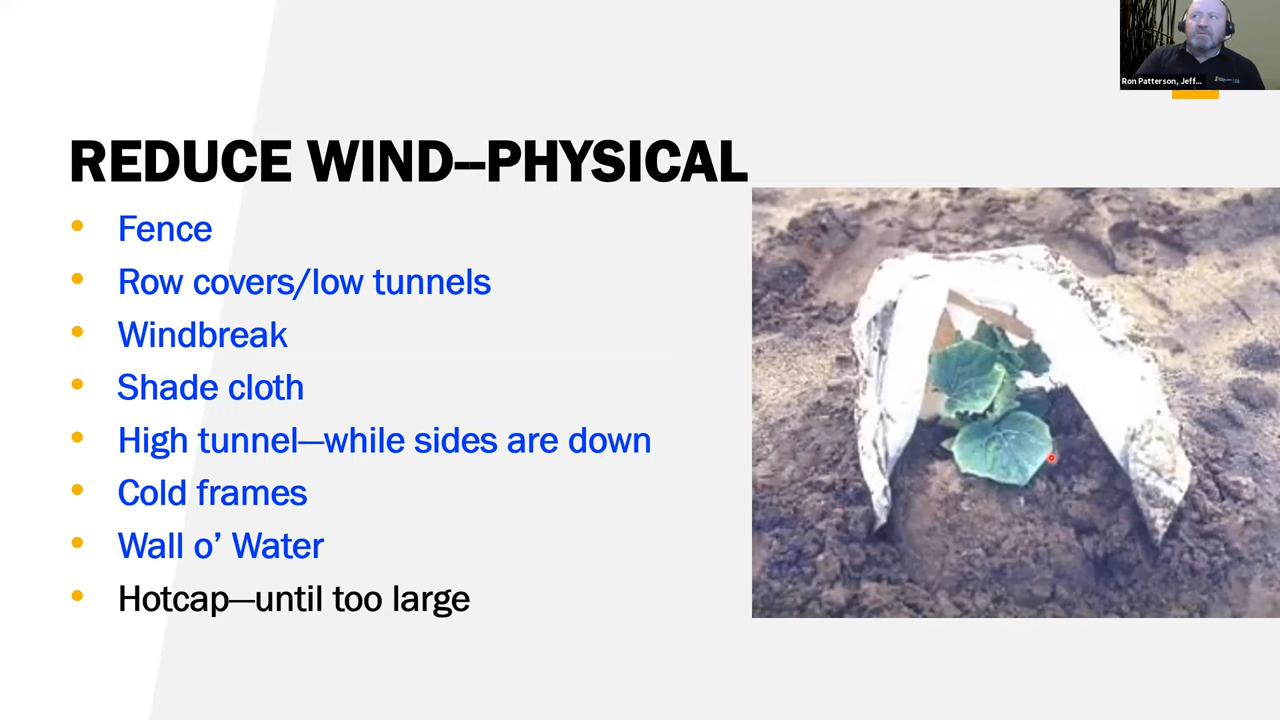 Ron Patterson, Jeff...
REDUCE WIND--PHYSICAL
• Fence
• Row covers/low tunnels
• Windbreak
• Shade cloth
• High tunnel—while sides are down
• Cold frames
• Wall o’ Water
• Hotcap—until too large